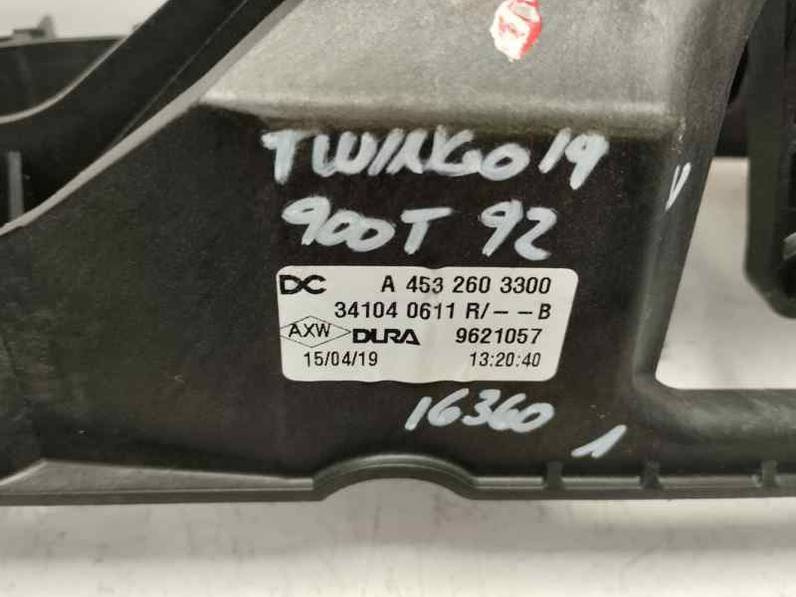 TWINGO 19
900T 92
DC A 453 260 3300
34104 0611 R/--B
AXW DURA 9621057
15/04/19 13:20:40
16360 1